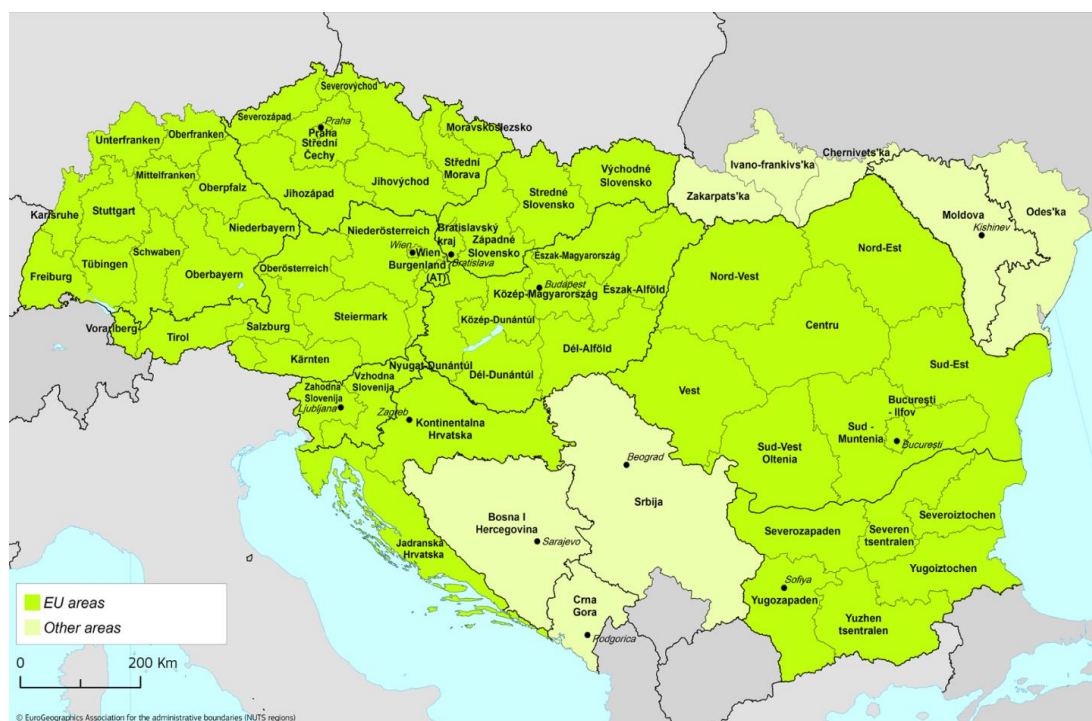 Severovýchod
Severozápad
Praha
Praha
Střední
Čechy
Moravskoslezsko
Oberfranken
Unterfranken
Mittelfranken
Oberpfalz
Jihozápad
Jihovýchod
Střední
Morava
Stredné
Slovensko
Východné
Slovensko
Zakarpats'ka
Ivano-frankivs'ka
Chernivets'ka
Moldova
Kishinev
Odes'ka
Karlsruhe
Stuttgart
Niederbayern
Niederösterreich
Wien
Wien
Bratislavský
kraj
Bratislava
Západné
Slovensko
Burgenland
(AT)
Freiburg
Tübingen
Schwaben
Oberbayern
Oberösterreich
Észak-Magyarország
Budapest
Közép-Magyarország
Észak-Alföld
Nord-Vest
Nord-Est
Centru
Vorarlberg
Tirol
Salzburg
Steiermark
Kärnten
Közép-Dunántúl
Dél-Alföld
Nyugat-Dunántúl
Dél-Dunántúl
Vzhodna
Slovenija
Zahodna
Slovenija
Ljubljana
Zagreb
Kontinentalna
Hrvatska
Vest
Sud-Est
Bucureşti
- Ilfov
Sud -
Muntenia
Bucureşti
Sud-Vest
Oltenia
Beograd
Srbija
Bosna I
Hercegovina
Sarajevo
Jadranska
Hrvatska
Crna
Gora
Podgorica
Severozapaden
Severen
tsentralen
Severoiztochen
Yugoiztochen
Sofiya
Yugozapaden
Yuzhen
tsentralen
EU areas
Other areas
0 200 Km
© EuroGeographics Association for the administrative boundaries (NUTS regions)